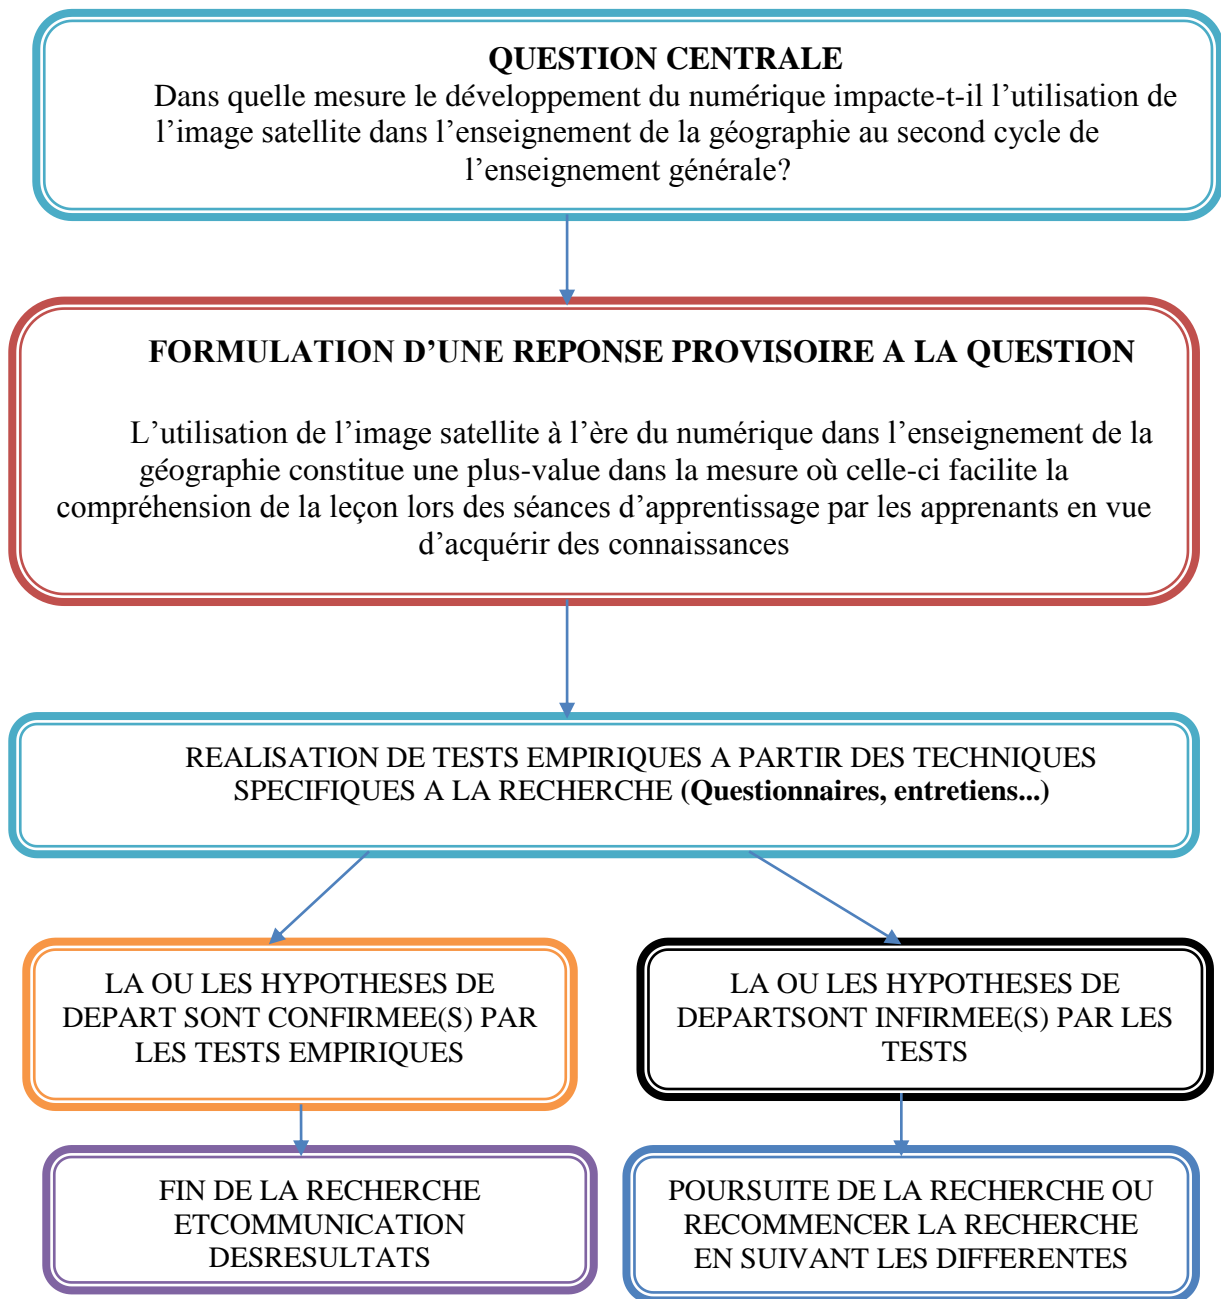 QUESTION CENTRALE
Dans quelle mesure le développement du numérique impacte-t-il l’utilisation de
l’image satellite dans l’enseignement de la géographie au second cycle de
l’enseignement générale?
FORMULATION D’UNE REPONSE PROVISOIRE A LA QUESTION
L’utilisation de l’image satellite à l’ère du numérique dans l’enseignement de la
géographie constitue une plus-value dans la mesure où celle-ci facilite la
compréhension de la leçon lors des séances d’apprentissage par les apprenants en vue
d’acquérir des connaissances
REALISATION DE TESTS EMPIRIQUES A PARTIR DES TECHNIQUES
SPECIFIQUES A LA RECHERCHE (Questionnaires, entretiens...)
LA OU LES HYPOTHESES DE
DEPART SONT CONFIRMEE(S) PAR
LES TESTS EMPIRIQUES
LA OU LES HYPOTHESES DE
DEPARTSONT INFIRMEE(S) PAR LES
TESTS
FIN DE LA RECHERCHE
ETCOMMUNICATION
DESRESULTATS
POURSUITE DE LA RECHERCHE OU
RECOMMENCER LA RECHERCHE
EN SUIVANT LES DIFFERENTES